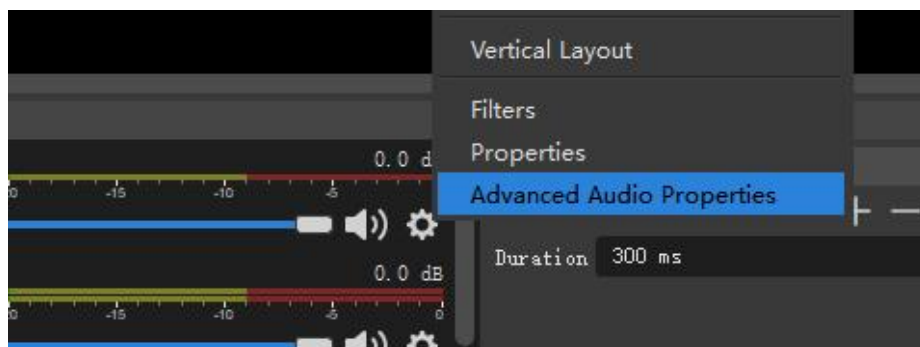 Vertical Layout
Filters
Properties
Advanced Audio Properties
0.0 d
-15 -10 -5
Duration 300 ms
0.0 dB
-15 -10 -5 0